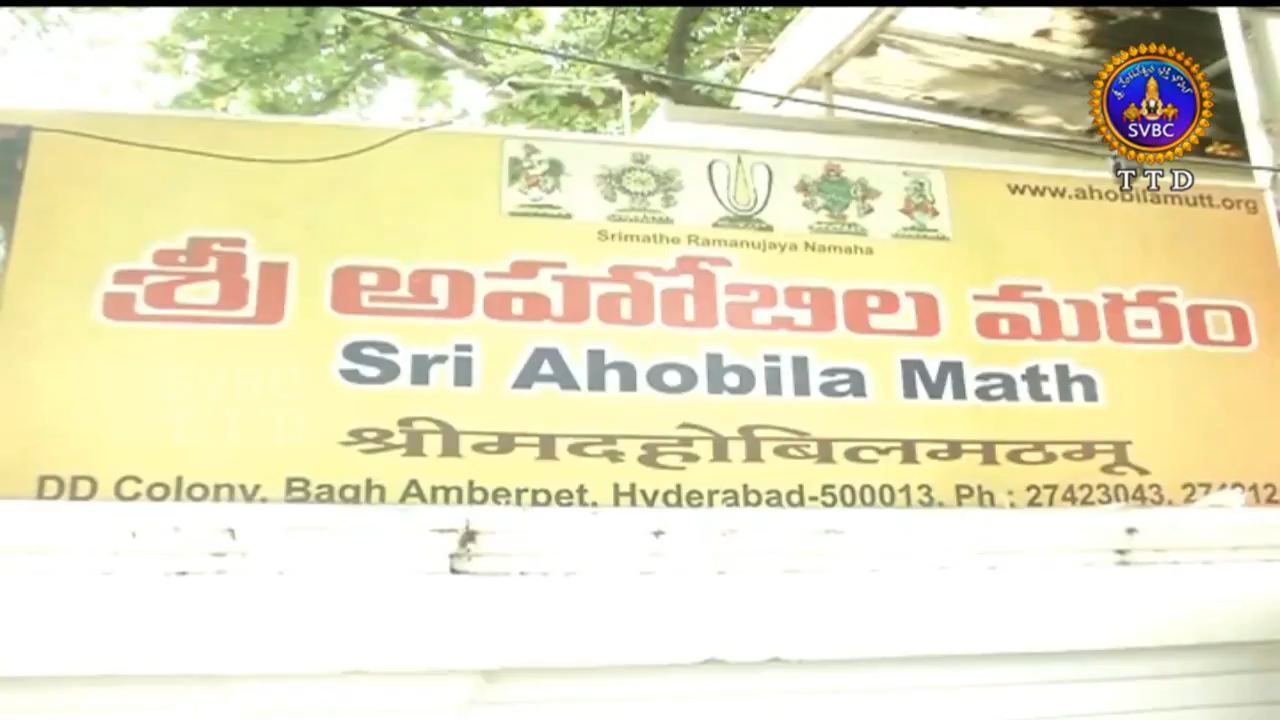 SVBC
TTD
www.ahobilamutt.org
Srimathe Ramanujaya Namaha
శ్రీ అహోబిల మఠం
Sri Ahobila Math
श्रीमदहोबिलमठमू
DD Colony, Bagh Amberpet, Hyderabad-500013, Ph : 27423043,